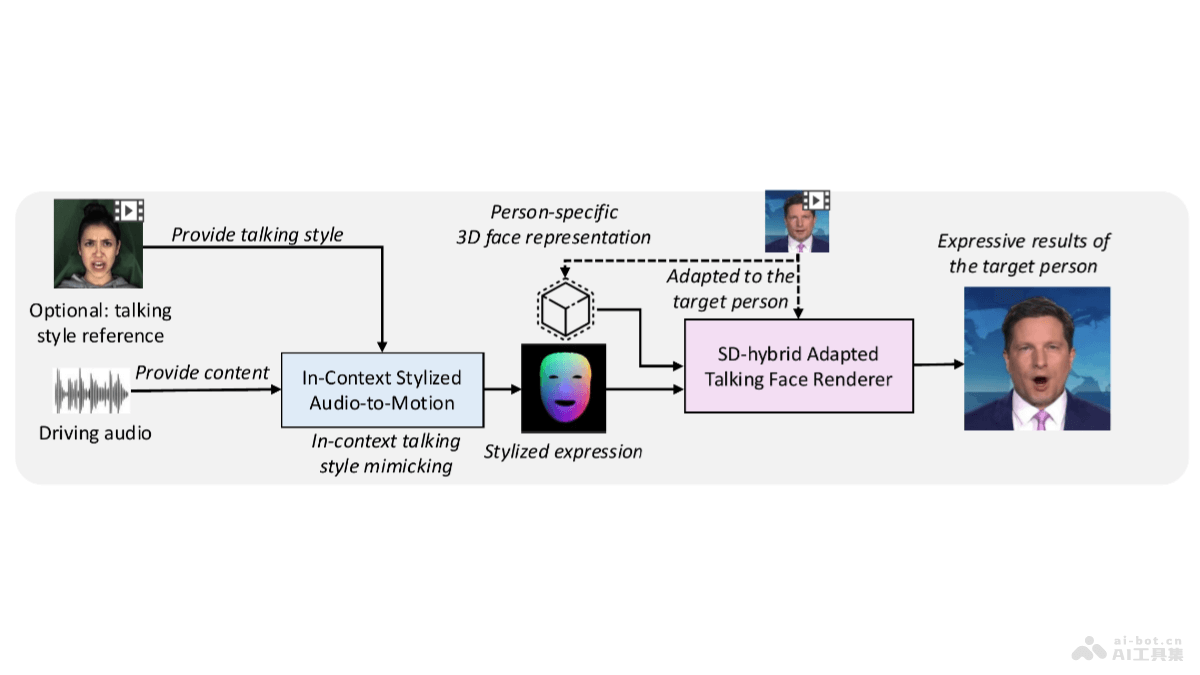 Provide talking style
Optional: talking
style reference
Provide content
Driving audio
In-Context Stylized
Audio-to-Motion
In-context talking
style mimicking
Person-specific
3D face representation
Stylized expression
Adapted to the
target person
SD-hybrid Adapted
Talking Face Renderer
Expressive results of
the target person
ai-bot.cn
AI工具集